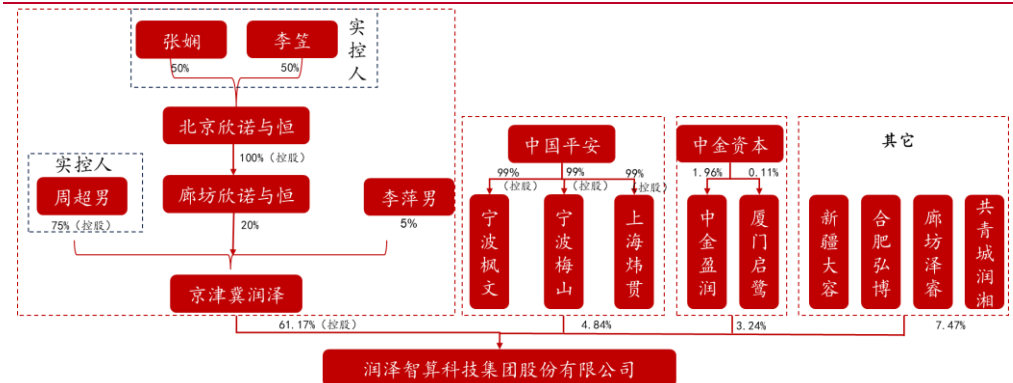 张娴
李笠
实控人
50%
50%
北京欣诺与恒
100%(控股)
实控人
周超男
廊坊欣诺与恒
李萍男
75%(控股)
20%
5%
京津冀润泽
61.17%(控股)
中国平安
99%
(控股)
99%
(控股)
99%
控股)
宁波枫文
宁波梅山
上海炜贯
4.84%
中金资本
1.96%
0.11%
中金盈润
厦门启鹭
3.24%
其它
新疆大容
合肥弘博
廊坊泽睿
共青城润湘
7.47%
润泽智算科技集团股份有限公司